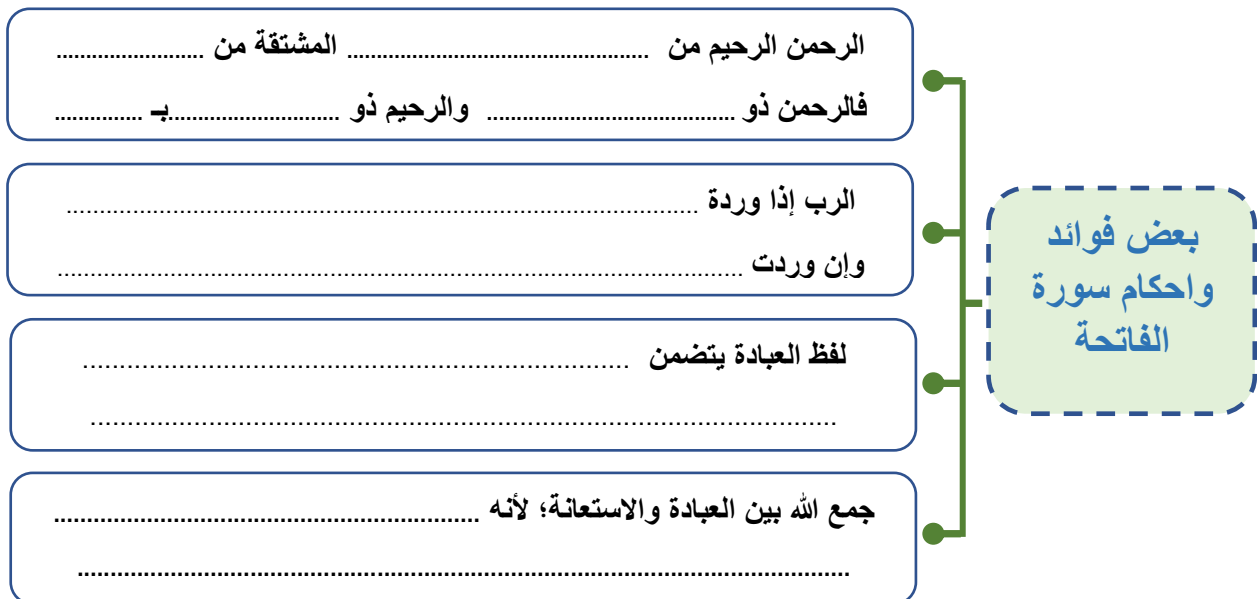 بعض فوائد
واحكام سورة
الفاتحة
الرحمن الرحيم من .................................................... المشتقة من .........................
فالرحمن ذو .......................................... والرحيم ذو .............................بـ ...............
الرب إذا وردة ...............................................................................
وإن وردت ......................................................................................
لفظ العبادة يتضمن ..................................................................
..........................................................................................
جمع الله بين العبادة والاستعانة؛ لأنه ................................................................
....................................................................................................................